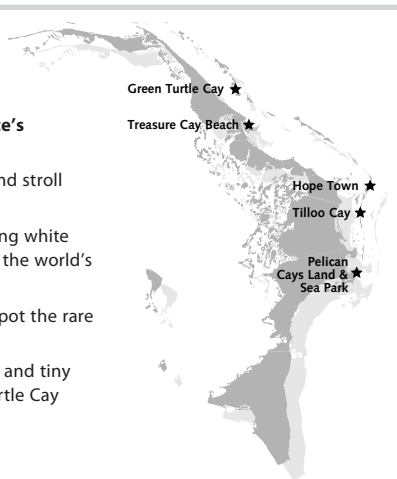 e's
nd stroll
ng white
the world's
pot the rare
and tiny
rtle Cay
Green Turtle Cay
Treasure Cay Beach
Hope Town
Tilloo Cay
Pelican
Cays Land &
Sea Park